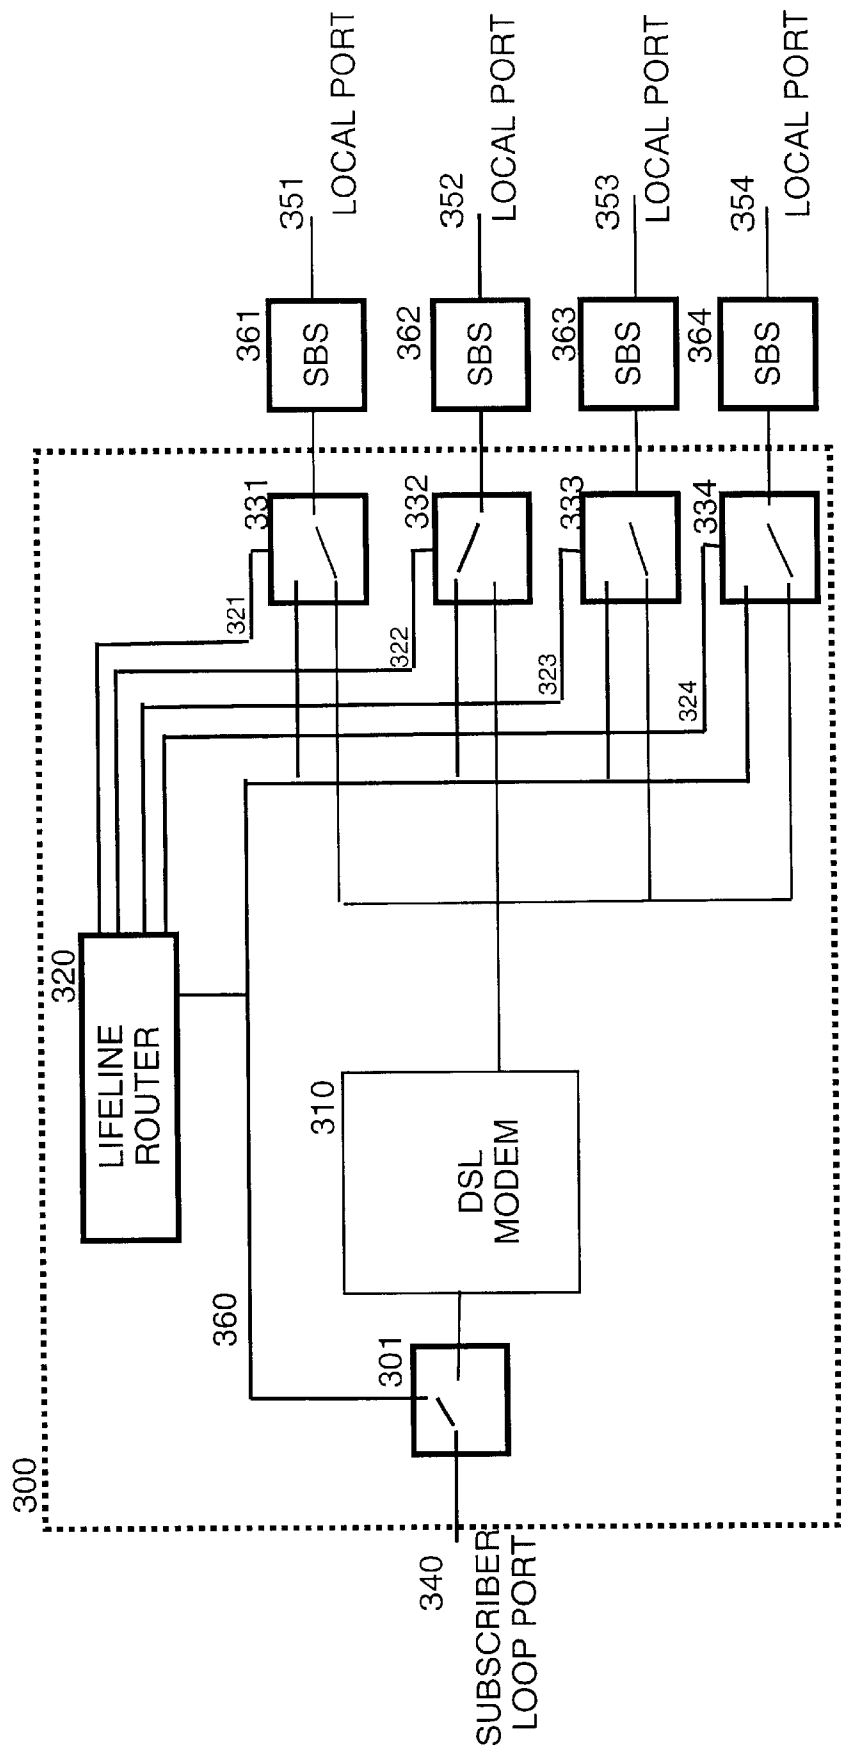 300
340
SUBSCRIBER
LOOP PORT
301
360
310
DSL
MODEM
320
LIFELINE
ROUTER
321
322
323
324
331
332
333
334
361
SBS
362
SBS
363
SBS
364
SBS
351
LOCAL PORT
352
LOCAL PORT
353
LOCAL PORT
354
LOCAL PORT